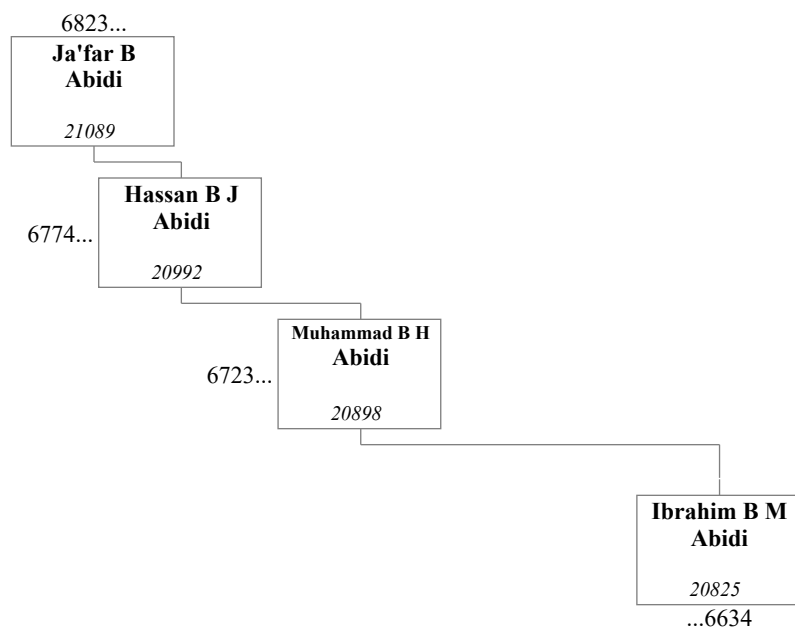 6823...
Ja'far B
Abidi
21089
Hassan B J
Abidi
6774...
20992
Muhammad B H
Abidi
6723...
20898
Ibrahim B M
Abidi
20825
...6634